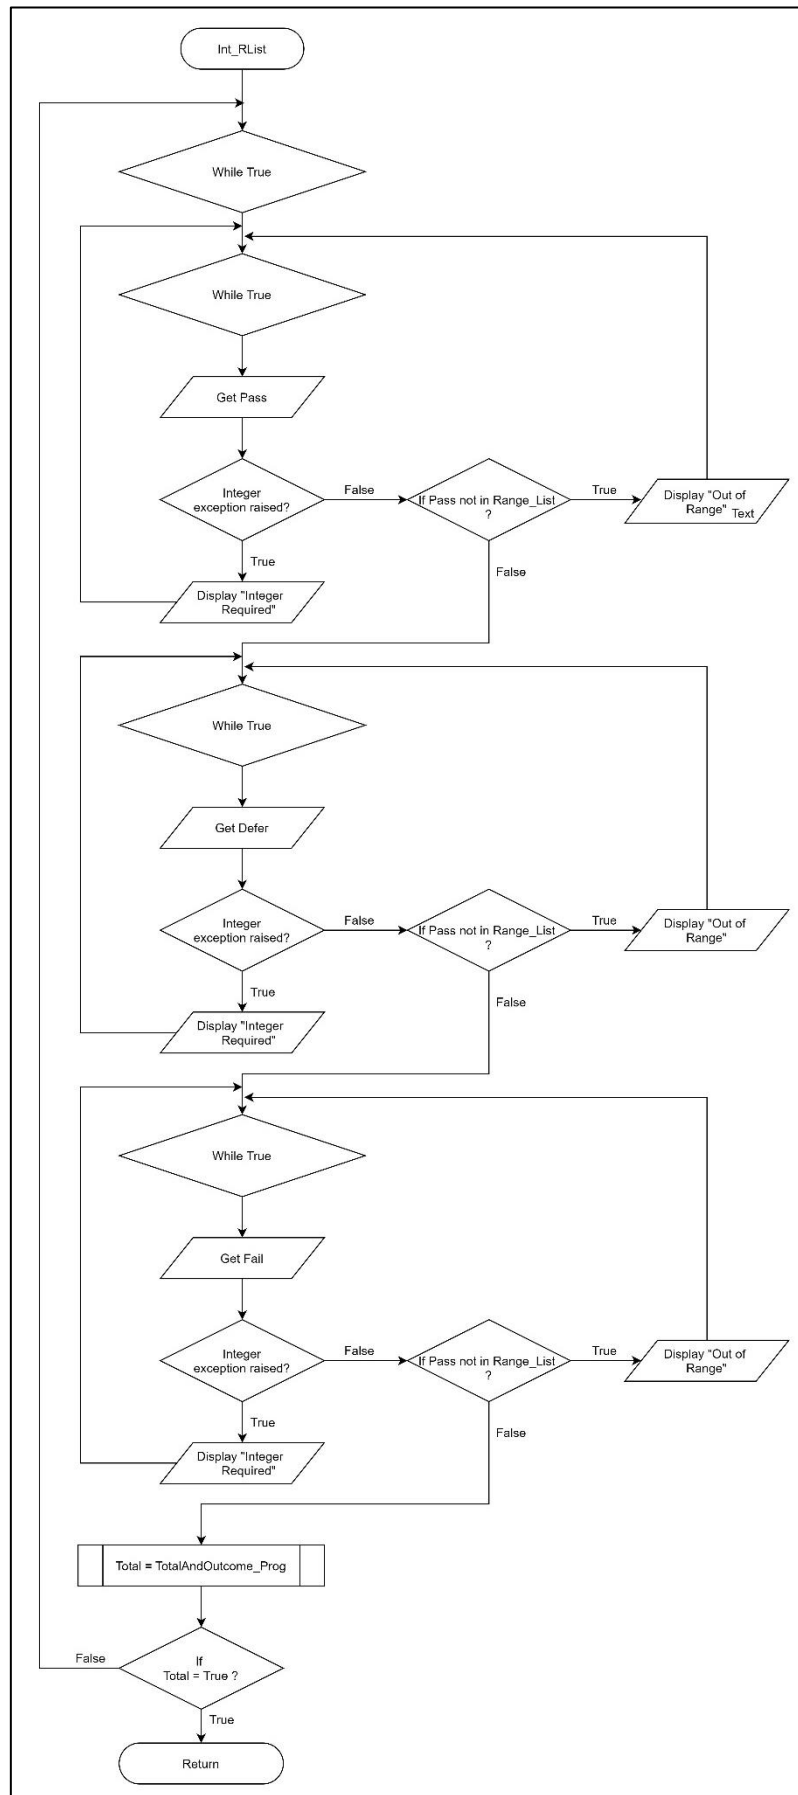 Int_RList
While True
While True
Get Pass
Integer
exception raised?
False
If Pass not in Range_List
?
True
Display "Out of
Range"
Text
True
False
Display "Integer
Required"
While True
Get Defer
Integer
exception raised?
False
If Pass not in Range_List
?
True
Display "Out of
Range"
True
False
Display "Integer
Required"
While True
Get Fail
Integer
exception raised?
False
If Pass not in Range_List
?
True
Display "Out of
Range"
True
False
Display "Integer
Required"
Total = TotalAndOutcome_Prog
False
If
Total = True ?
True
Return